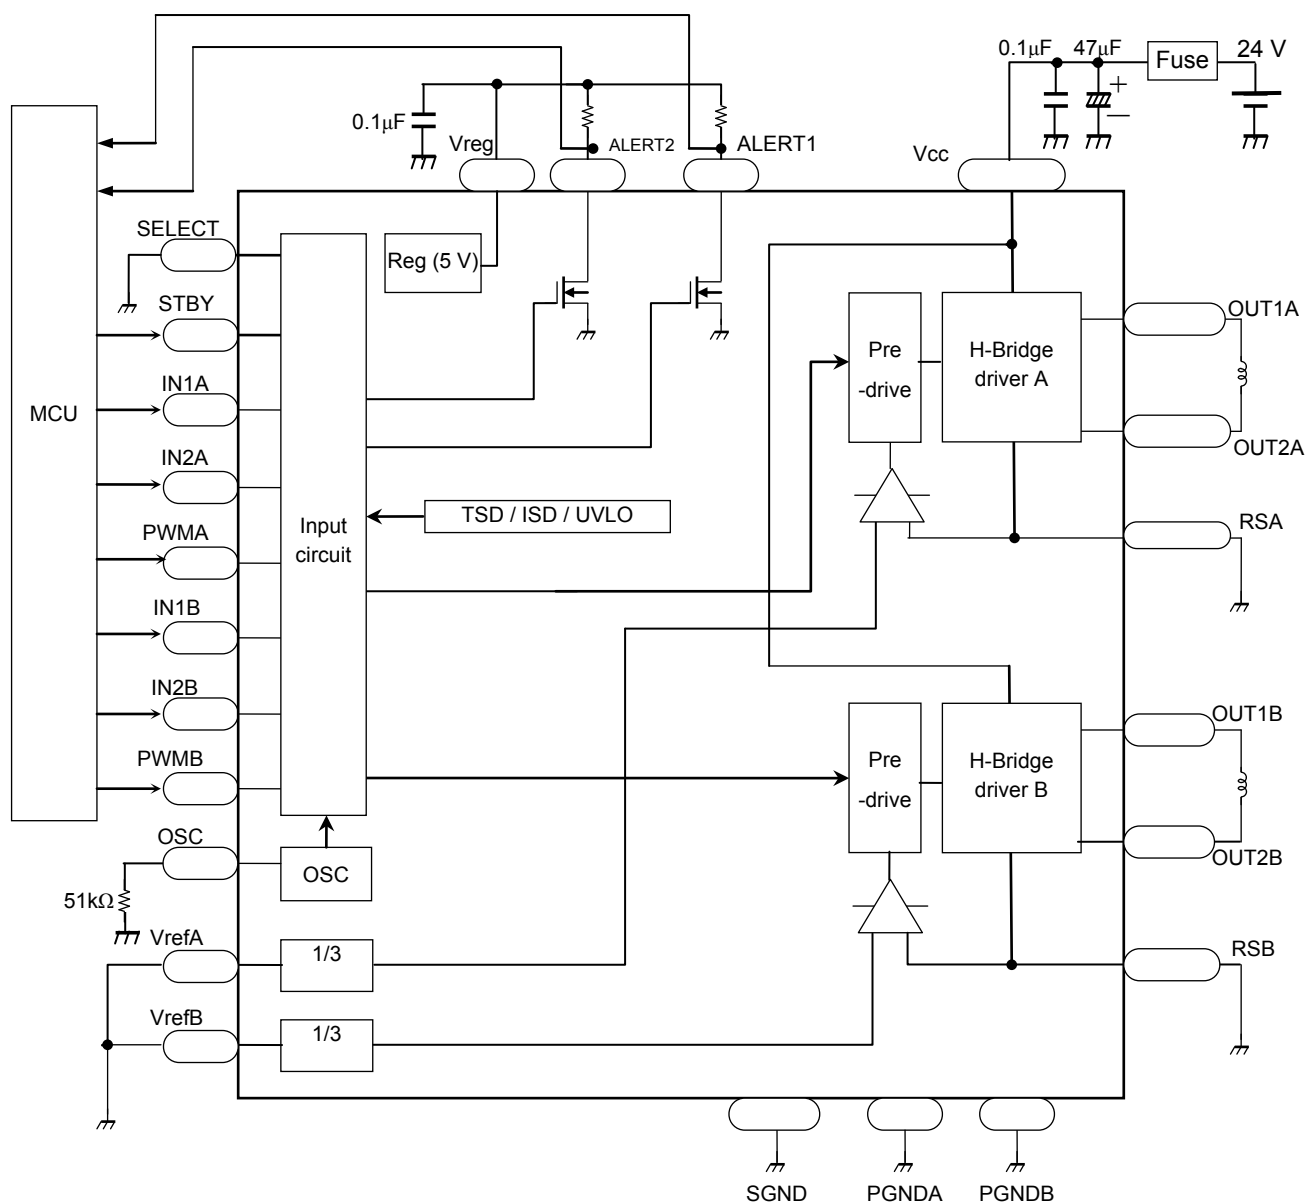 0.1μF
47μF
Fuse
24 V
+
—
0.1μF
Vreg
ALERT2
ALERT1
Vcc
SELECT
Reg (5 V)
STBY
MCU
IN1A
IN2A
PWMA
IN1B
IN2B
PWMB
OSC
51kΩ
VrefA
VrefB
Input
circuit
TSD / ISD / UVLO
OSC
1/3
1/3
Pre
-drive
H-Bridge
driver A
OUT1A
OUT2A
RSA
Pre
-drive
H-Bridge
driver B
OUT1B
OUT2B
RSB
SGND
PGNDA
PGNDB